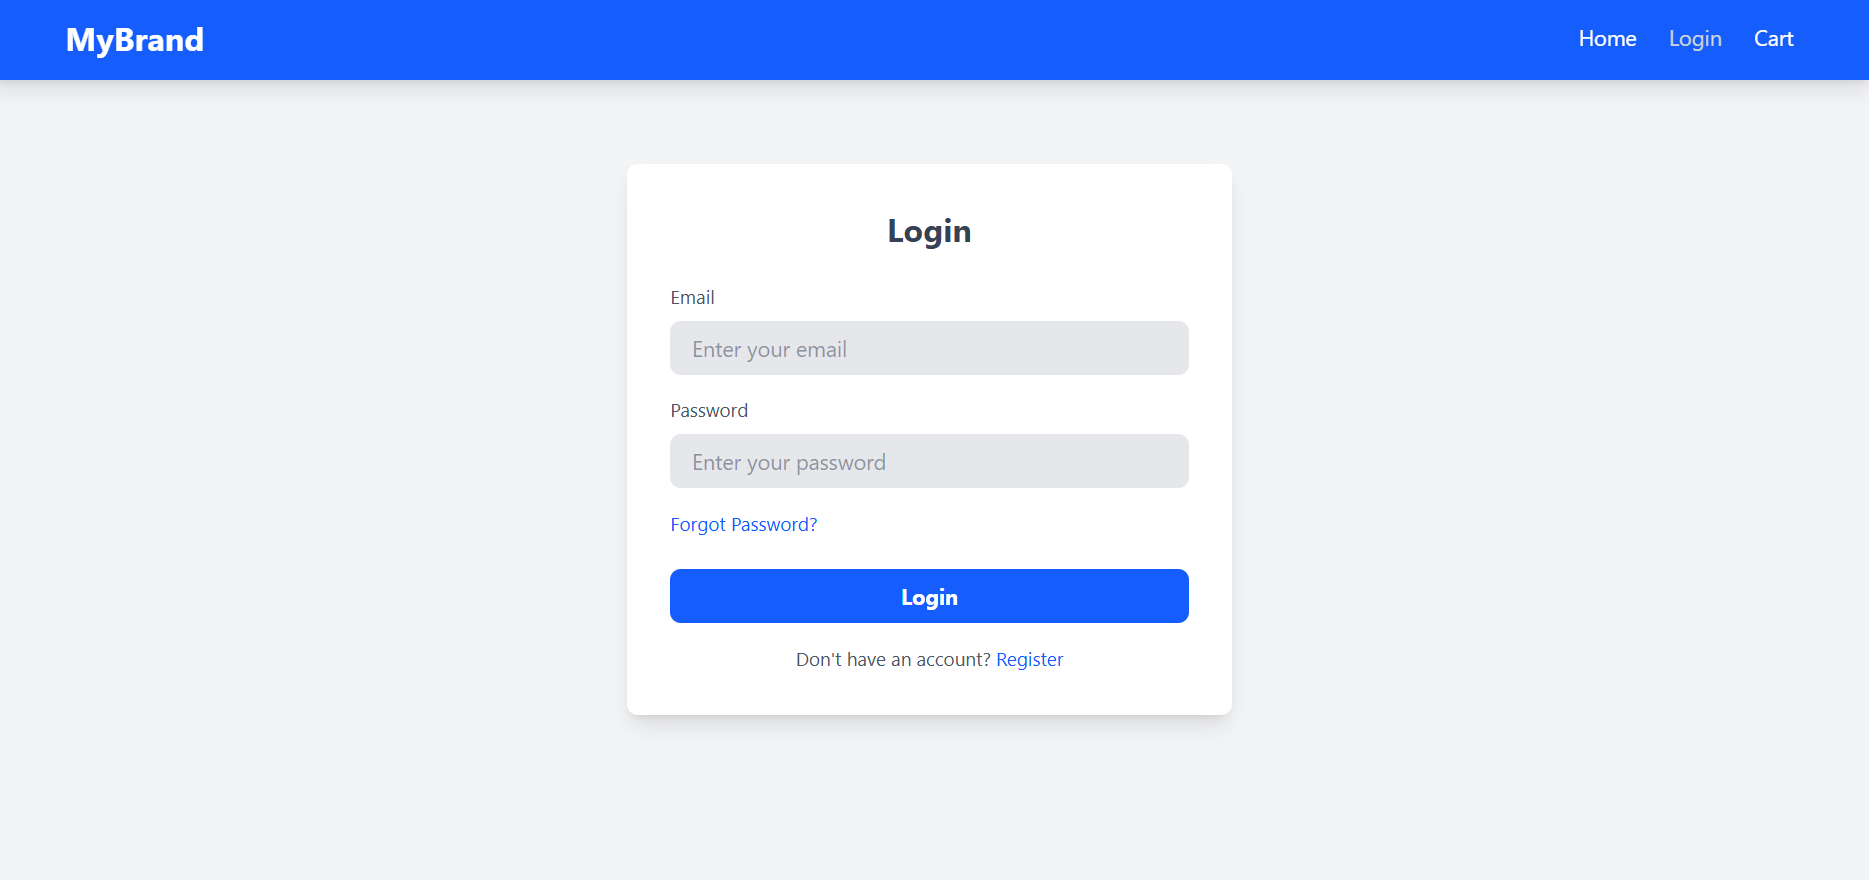 MyBrand
Home Login Cart
Login
Email
Enter your email
Password
Enter your password
Forgot Password?
Login
Don't have an account? Register